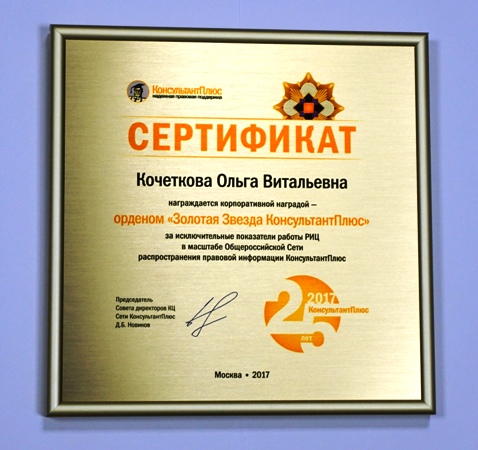 КонсультантПлюс
надежная правовая поддержка
СЕРТИФИКАТ
Кочеткова Ольга Витальевна
награждается корпоративной наградой –
орденом «Золотая Звезда КонсультантПлюс»
за исключительные показатели работы РИЦ
в масштабе Общероссийской Сети
распространения правовой информации КонсультантПлюс
Председатель
Совета директоров КЦ
Сети КонсультантПлюс
Д.Б. Новиков
2017
КонсультантПлюс
25
лет
Москва • 2017